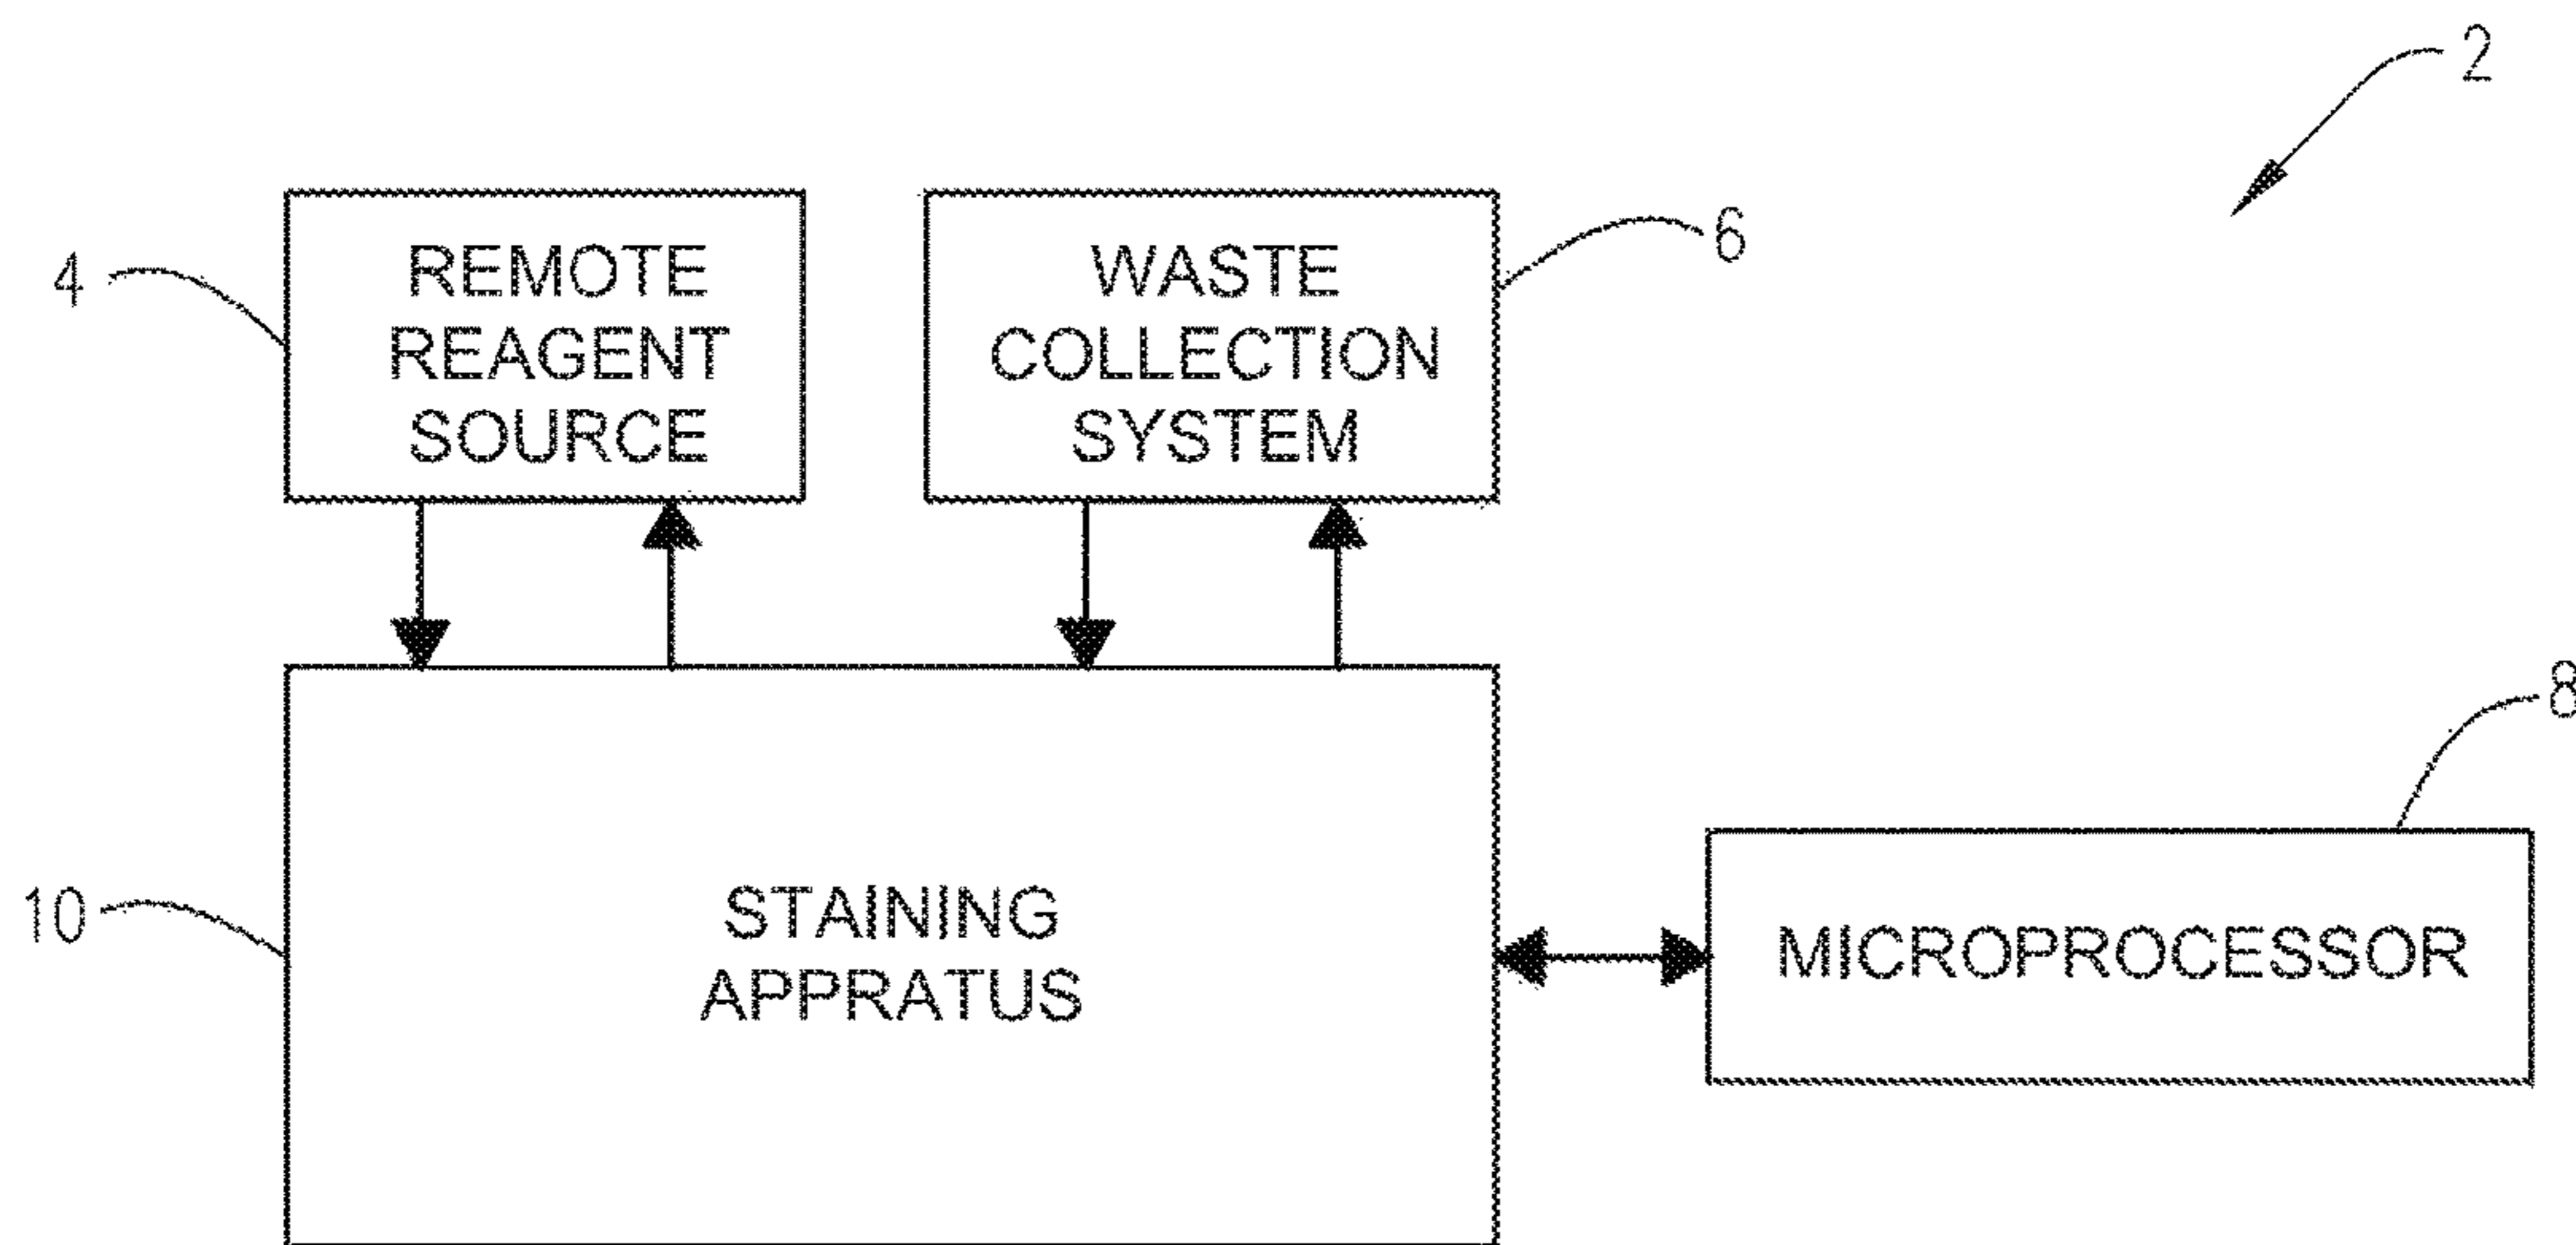 2
4
REMOTE
REAGENT
SOURCE
WASTE
COLLECTION
SYSTEM
6
8
10
STAINING
APPRATUS
MICROPROCESSOR